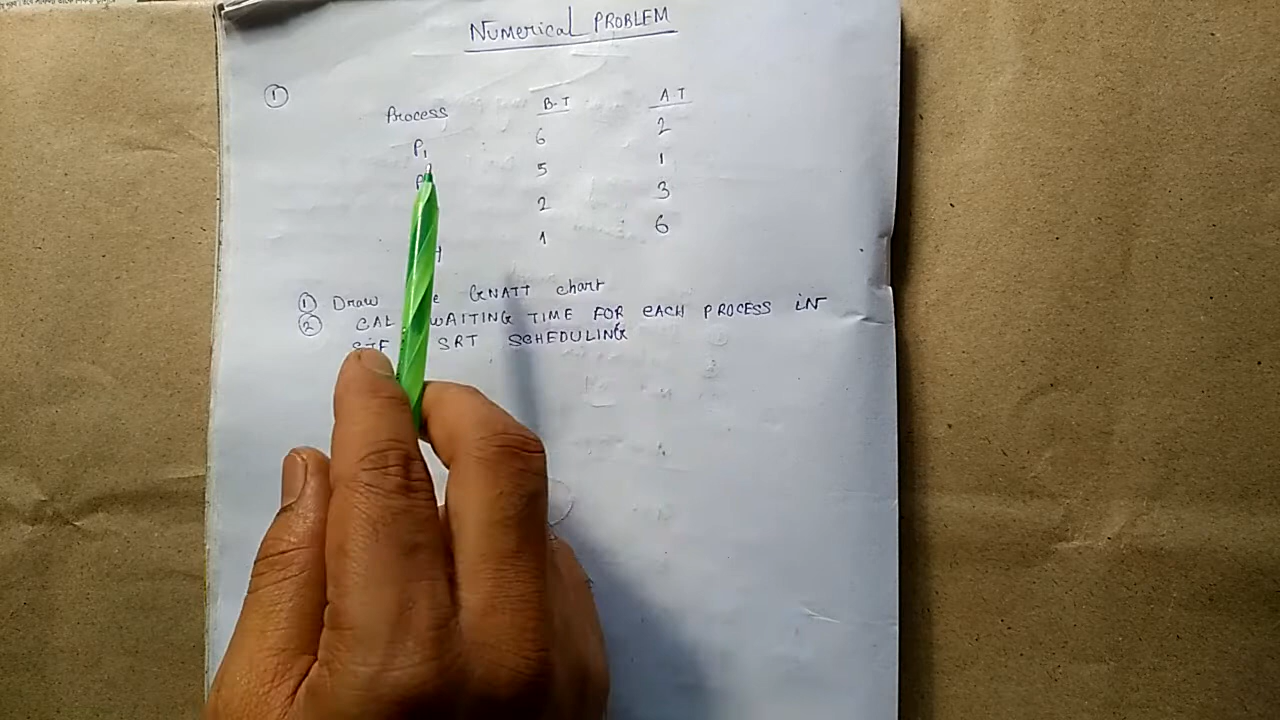 Numerical PROBLEM
①
Process B-T A T
P1 6 2
5 1
2 3
1 6
① Draw GNATT chart
② CAL WAITING TIME FOR EACH PROCESS IN
SRT SCHEDULING